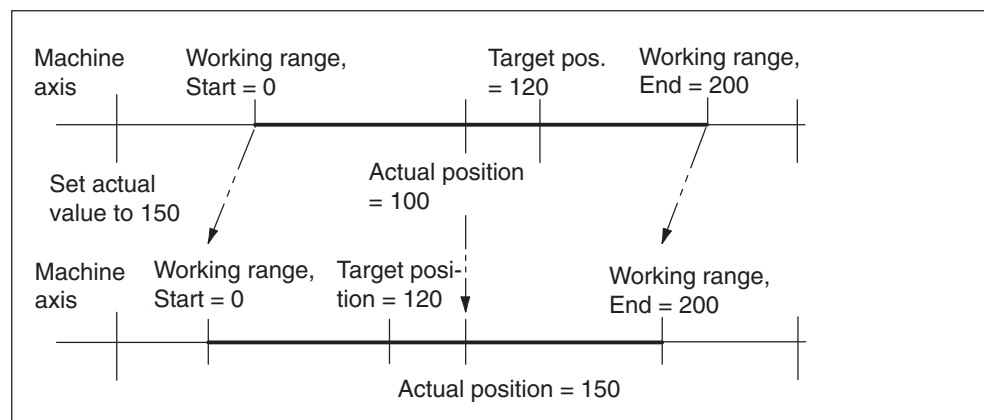 Machine
axis
Working range,
Start = 0
Target pos.
= 120
Working range,
End = 200
Set actual
value to 150
Actual position
= 100
Machine
axis
Working range,
Start = 0
Target posi-
tion = 120
Working range,
End = 200
Actual position = 150